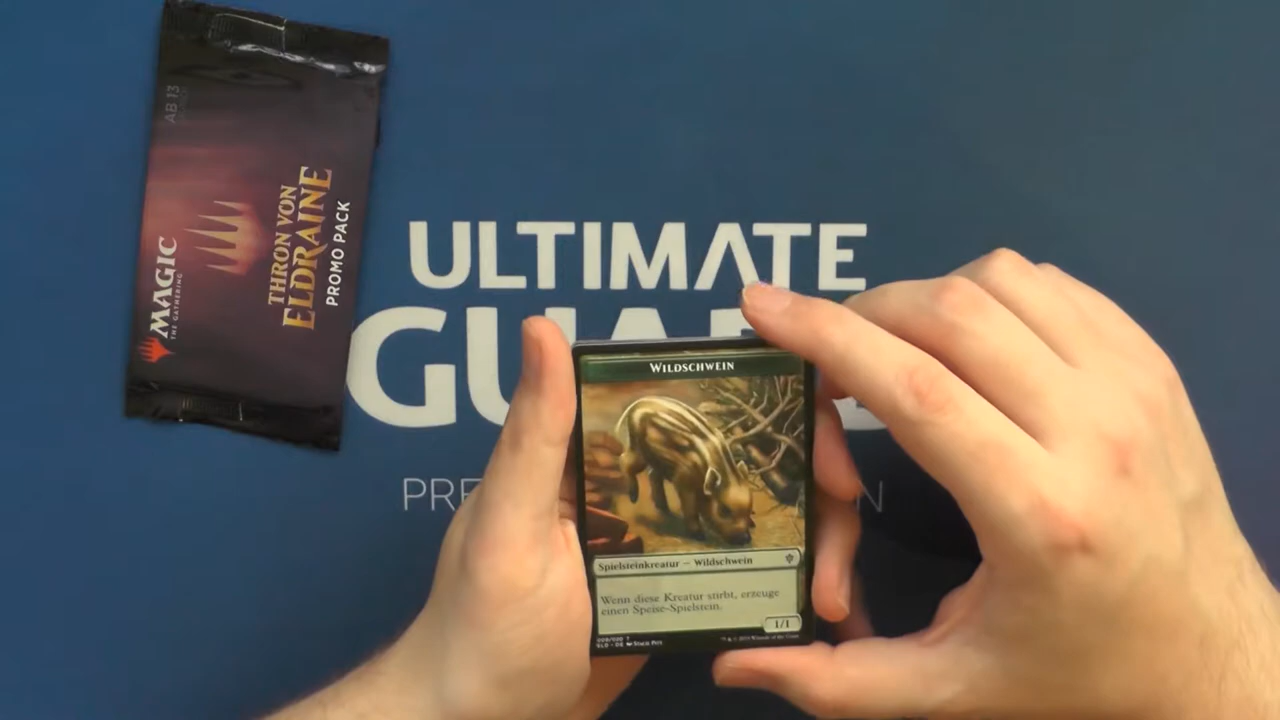 AB 13
MAGIC
THE GATHERING
THRON VON
ELDRAINE
PROMO PACK
ULTIMATE
GUA
PRE
N
WILDSCHWEIN
Spielsteinkreatur — Wildschwein
Wenn diese Kreatur stirbt, erzeuge
einen Speise-Spielstein.
1/1
ELD • DE